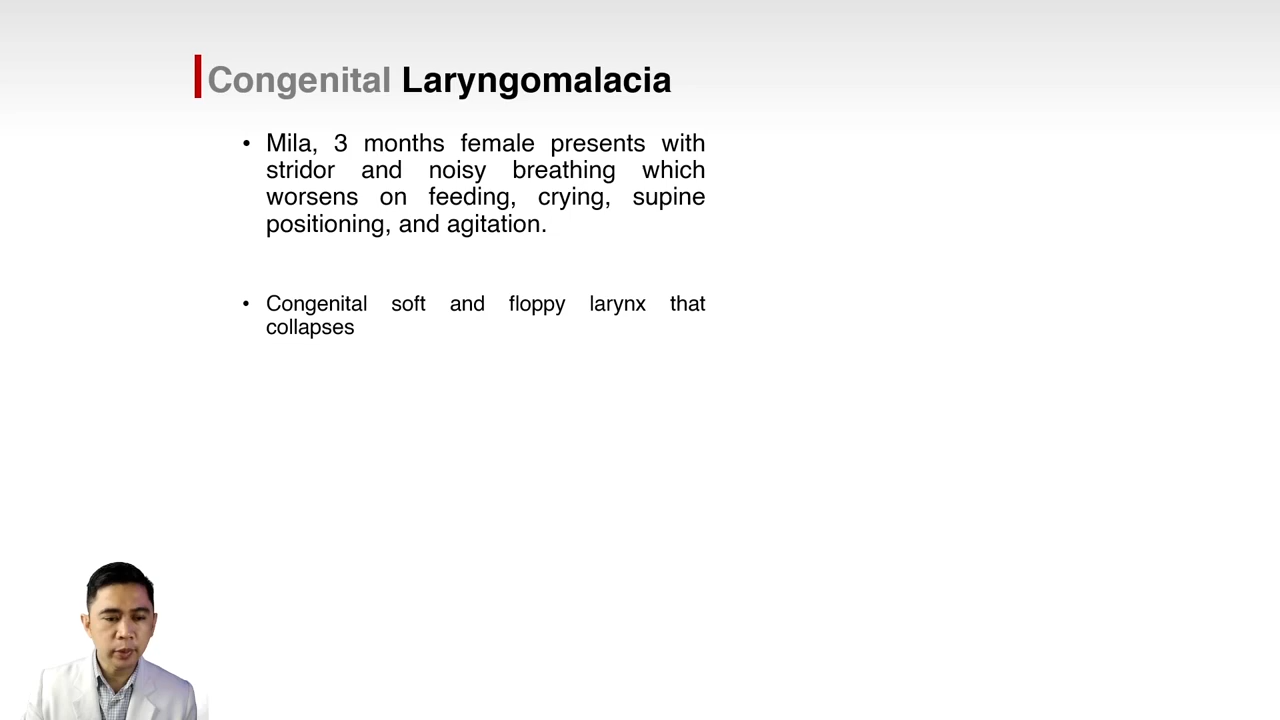 Congenital Laryngomalacia
• Mila, 3 months female presents with
stridor and noisy breathing which
worsens on feeding, crying, supine
positioning, and agitation.
• Congenital soft and floppy larynx that
collapses